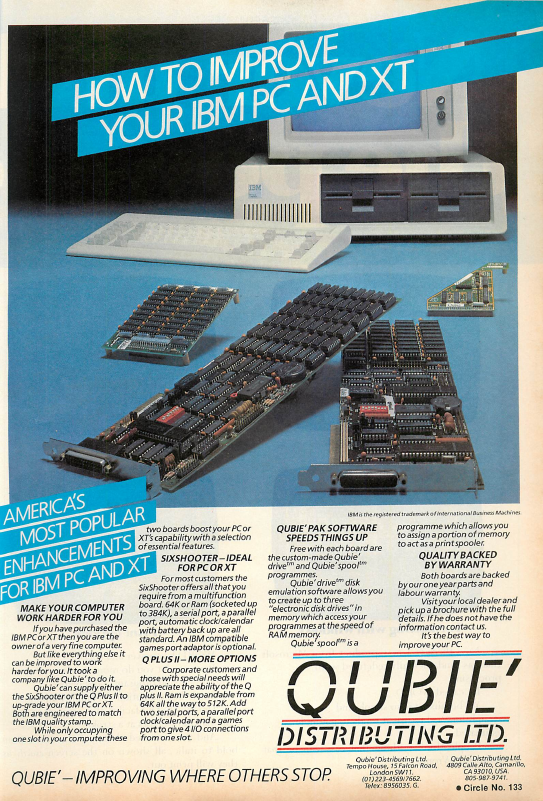 HOW TO IMPROVE
YOUR IBM PC AND XT
IBM
IBM is the registered trademark of International Business Machines
AMERICA'S
MOST POPULAR
ENHANCEMENTS
FOR IBM PC AND XT
MAKE YOUR COMPUTER
WORK HARDER FOR YOU
If you have purchased the
IBM PC or XT then you are the
owner of a very fine computer.
But like everything else it
can be improved to work
harder for you. It took a
company like Qubie' to do it.
Qubie' can supply either
the SixShooter or the Q Plus II to
up-grade your IBM PC or XT.
Both are engineered to match
the IBM quality stamp.
While only occupying
one slot in your computer these
two boards boost your PC or
XT's capability with a selection
of essential features.
SIXSHOOTER – IDEAL
FOR PC OR XT
For most customers the
SixShooter offers all that you
require from a multifunction
board. 64K or Ram (socketed up
to 384K), a serial port, a parallel
port, automatic clock/calendar
with battery back up are all
standard. An IBM compatible
games port adaptor is optional.
Q PLUS II – MORE OPTIONS
Corporate customers and
those with special needs will
appreciate the ability of the Q
Plus II. Ram is expandable from
64K all the way to 512K. Add
two serial ports, a parallel port
clock/calendar and a games
port to give 4 I/O connections
from one slot.
QUBIE' PAK SOFTWARE
SPEEDS THINGS UP
Free with each board are
the custom-made Qubie'
drive™ and Qubie' spool™
programmes.
Qubie' drive™ disk
emulation software allows you
to create up to three
"electronic disk drives" in
memory which access your
programmes at the speed of
RAM memory.
Qubie' spool™ is a
programme which allows you
to assign a portion of memory
to act as a print spooler.
QUALITY BACKED
BY WARRANTY
Both boards are backed
by our one year parts and
labour warranty.
Visit your local dealer and
pick up a brochure with the full
details. If he does not have the
information contact us.
It's the best way to
improve your PC.
QUBIE'
DISTRIBUTING LTD.
Qubie' Distributing Ltd.
Tempo House, 15 Falcon Road,
London SW11.
(01)223-4569/7662.
Telex: 8956035. G.
Qubie' Distributing Ltd.
4809 Calle Alto, Camarillo,
CA 93010, USA.
805-987-9741.
QUBIE' – IMPROVING WHERE OTHERS STOP.
● Circle No. 133